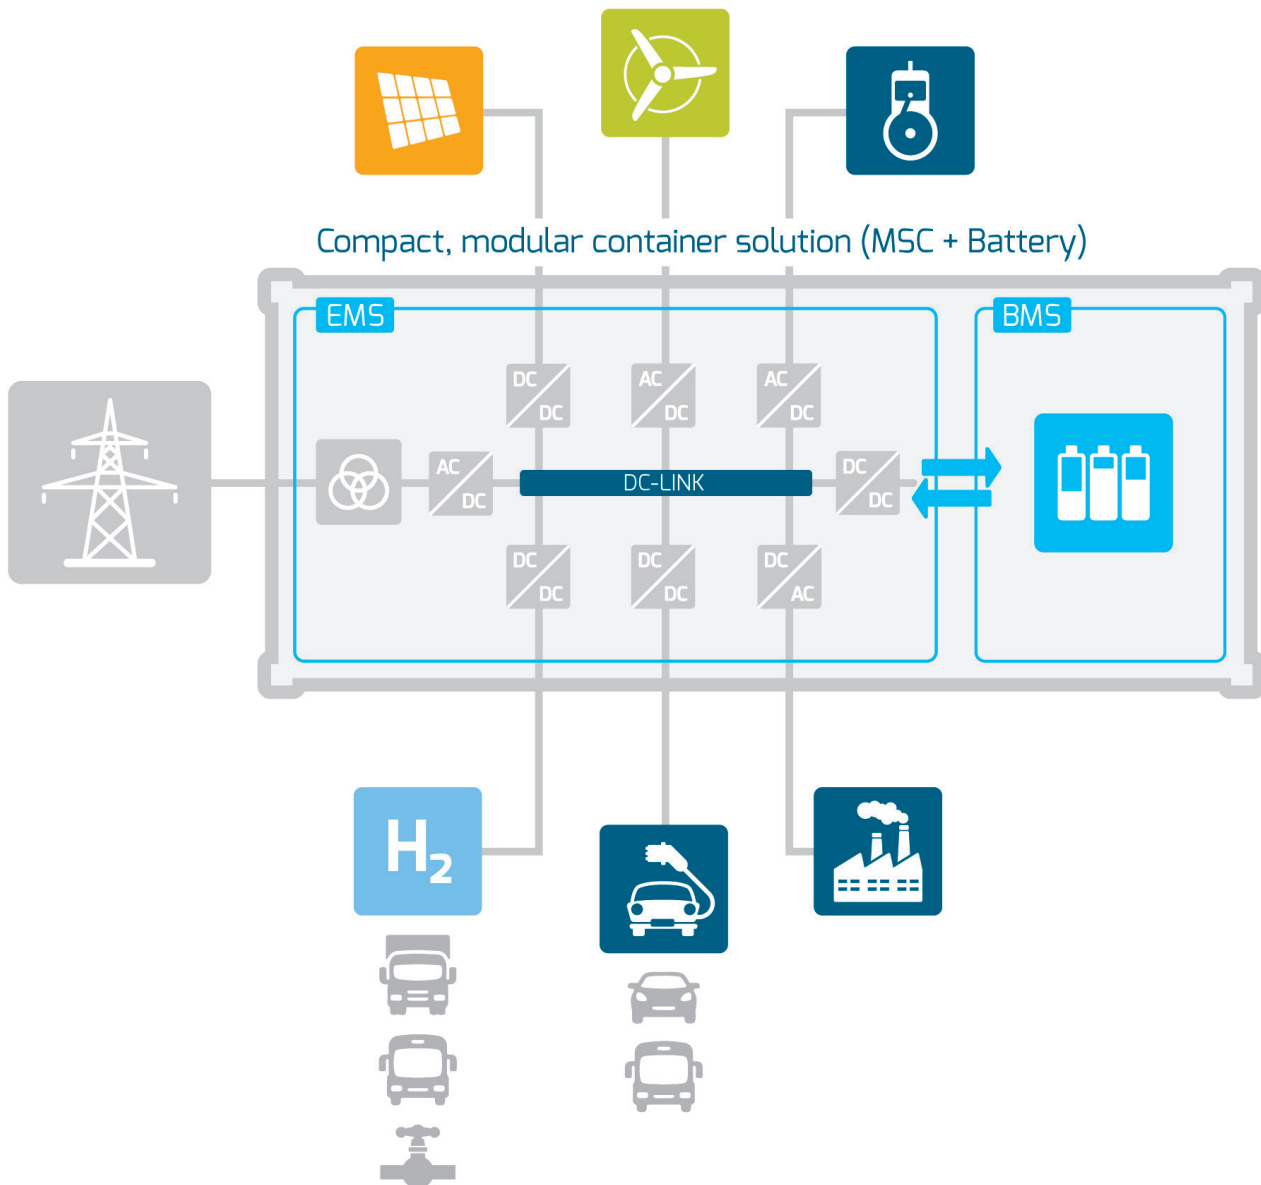 Compact, modular container solution (MSC + Battery)
EMS
BMS
DC
DC
AC
DC
AC
DC
AC
DC
DC-LINK
DC
DC
DC
DC
DC
DC
DC
AC
H₂